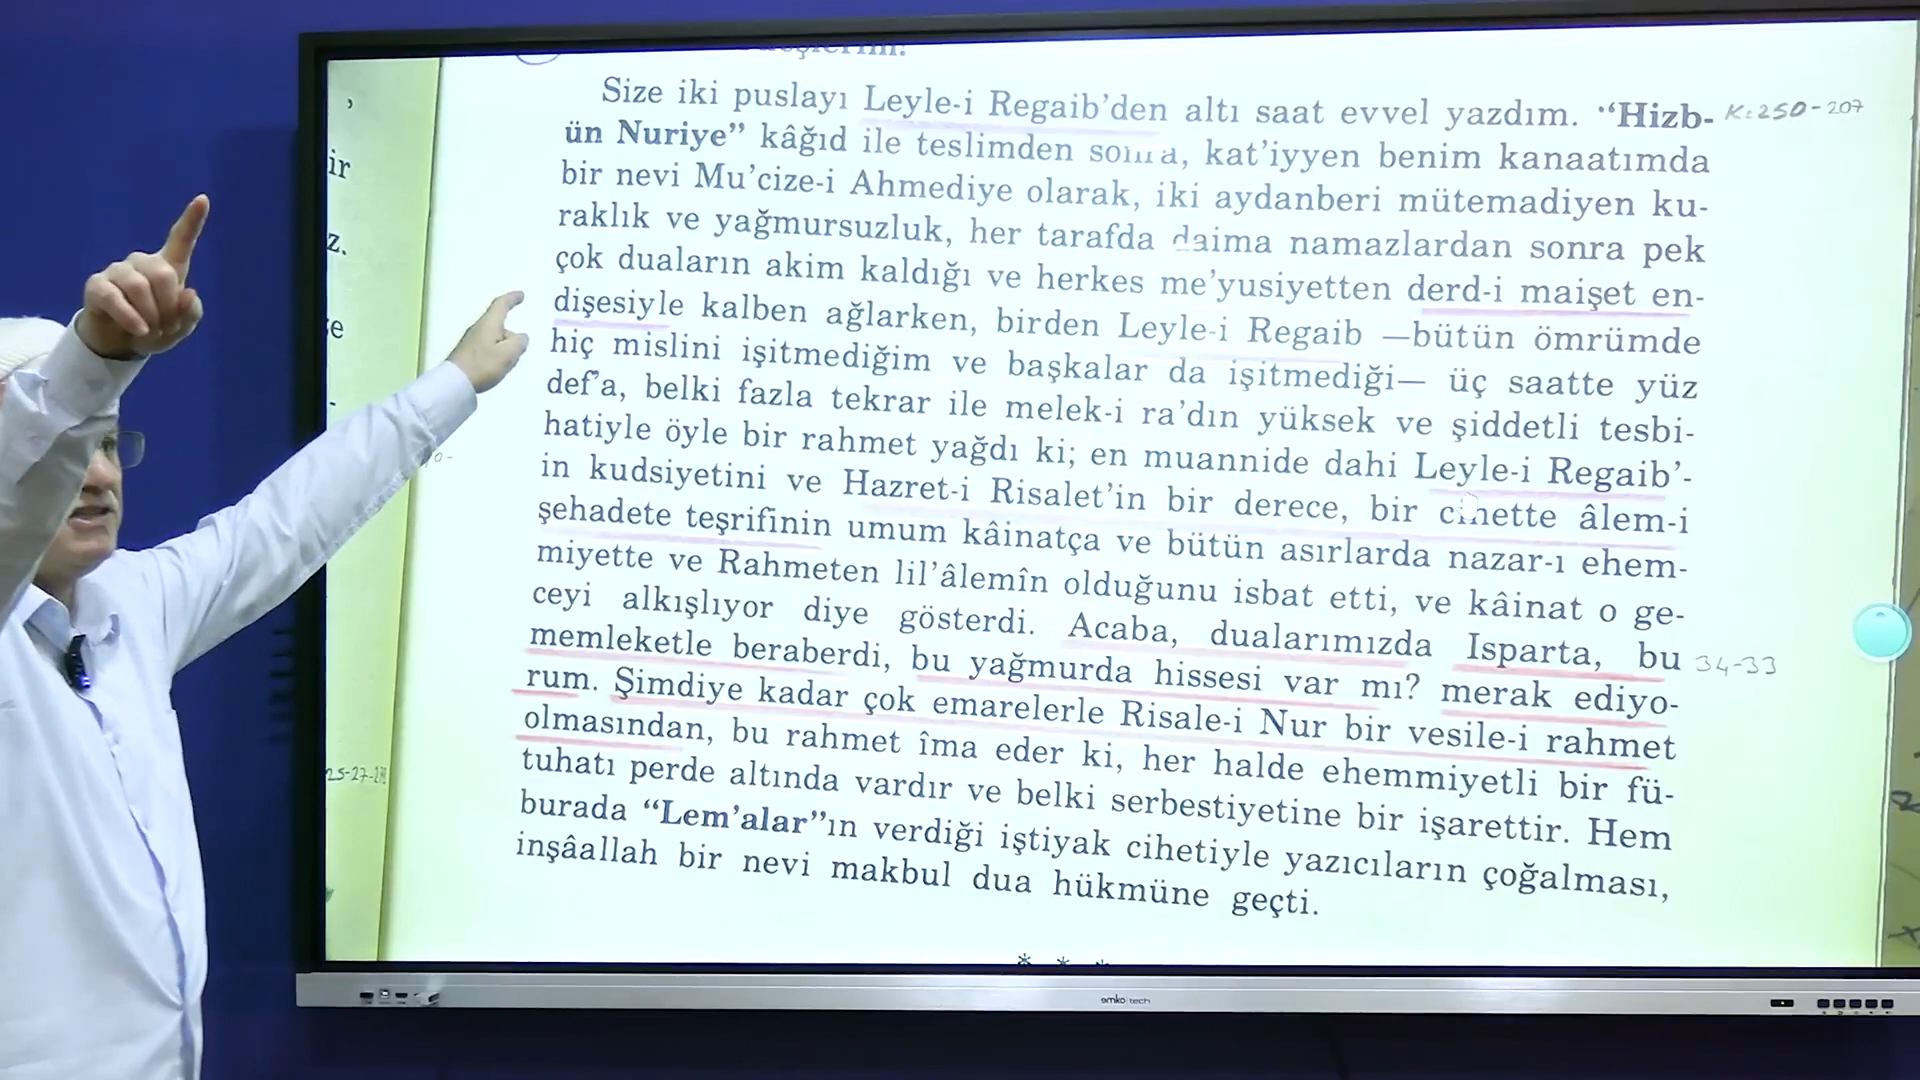 Size iki puslayı Leyle-i Regaib'den altı saat evvel yazdım. "Hizb- K: 250-207
ün Nuriye" kâğıd ile teslimden sonra, kat'iyyen benim kanaatımda
bir nevi Mu'cize-i Ahmediye olarak, iki aydanberi mütemadiyen ku-
raklık ve yağmursuzluk, her tarafda daima namazlardan sonra pek
çok duaların akim kaldığı ve herkes me'yusiyetten derd-i maişet en-
dişesiyle kalben ağlarken, birden Leyle-i Regaib —bütün ömrümde
hiç mislini işitmediğim ve başkalar da işitmediği— üç saatte yüz
def'a, belki fazla tekrar ile melek-i ra'dın yüksek ve şiddetli tesbi-
hatiyle öyle bir rahmet yağdı ki; en muannide dahi Leyle-i Regaib'-
in kudsiyetini ve Hazret-i Risalet'in bir derece, bir cihette âlem-i
şehadete teşrifinin umum kâinatça ve bütün asırlarda nazar-ı ehem-
miyette ve Rahmeten lil'âlemîn olduğunu isbat etti, ve kâinat o ge-
ceyi alkışlıyor diye gösterdi. Acaba, dualarımızda Isparta, bu 34-33
memleketle beraberdi, bu yağmurda hissesi var mı? merak ediyo-
rum. Şimdiye kadar çok emarelerle Risale-i Nur bir vesile-i rahmet
olmasından, bu rahmet îma eder ki, her halde ehemmiyetli bir fü-
tuhatı perde altında vardır ve belki serbestiyetine bir işarettir. Hem
burada "Lem'alar"ın verdiği iştiyak cihetiyle yazıcıların çoğalması,
inşâallah bir nevi makbul dua hükmüne geçti.
* * *
ir
z.
emko tech